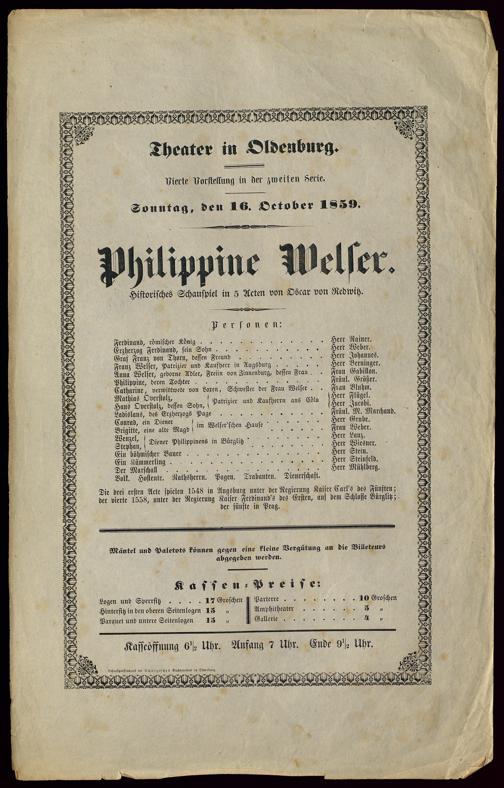 Theater in Oldenburg.
Vierte Vorstellung in der zweiten Serie.
Sonntag, den 16. October 1859.
Philippine Welser.
Historisches Schauspiel in 5 Acten von Oscar von Redwitz.
Personen:
Ferdinand, römischer König . . . Herr Rainer.
Erzherzog Ferdinand, sein Sohn . . . Herr Weber.
Graf Franz von Thurn, dessen Freund . . . Herr Johannes.
Franz Welser, Patrizier und Kaufherr in Augsburg . . . Herr Berninger.
Anna Welser, geborne Adler, Freiin von Zinnenburg, dessen Frau . . . Frau Gabillon.
Philippine, deren Tochter . . . Fräul. Größer.
Catharine, verwittwete von Loxen, Schwester der Frau Welser . . . Frau Bluhm.
Mathias Overstolz, } Patrizier und Kaufherrn aus Cöln { Herr Flügel.
Hans Overstolz, dessen Sohn, Herr Jacobi.
Ladislaus, des Erzherzogs Page . . . Fräul. M. Marchand.
Conrad, ein Diener } im Welser'schen Hause . . . Herr Grube.
Brigitte, eine alte Magd Frau Weber.
Wenzel, } Diener Philippinens in Bürglitz . . . Herr Lanz.
Stephan, Herr Wiesner.
Ein böhmischer Bauer . . . Herr Stein.
Ein Kümmerling . . . Herr Steinfeld.
Der Marschall . . . Herr Mühlberg.
Volk. Hofleute. Rathsherrn. Pagen. Trabanten. Dienerschaft.
Die drei ersten Acte spielen 1548 in Augsburg unter der Regierung Kaiser Carl's des Fünften;
der vierte 1558, unter der Regierung Kaiser Ferdinand's des Ersten, auf dem Schlosse Bürglitz;
der fünfte in Prag.
Mäntel und Paletots können gegen eine kleine Vergütung an die Billeteurs
abgegeben werden.
Kassen-Preise:
Logen und Sperrsitz . . . 17 Groschen
Hintersitz in den oberen Seitenlogen 15 „
Parquet und untere Seitenlogen 15 „
Parterre . . . 10 Groschen
Amphitheater . . . 5 „
Gallerie . . . 4 „
Kassöffnung 6½ Uhr. Anfang 7 Uhr. Ende 9½ Uhr.